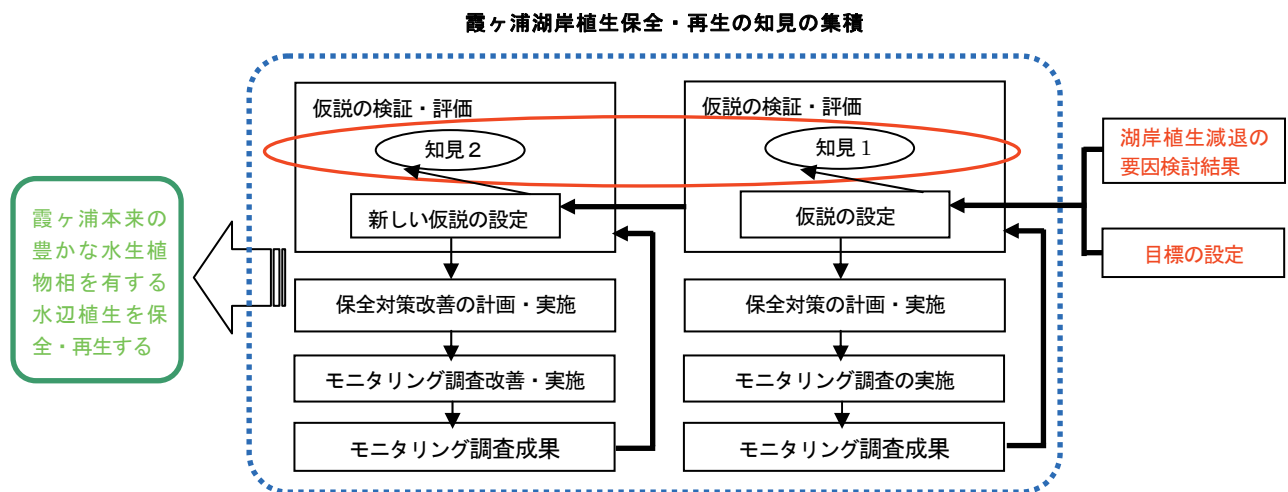 霞ヶ浦湖岸植生保全・再生の知見の集積
仮説の検証・評価
知見２
新しい仮説の設定
保全対策改善の計画・実施
モニタリング調査改善・実施
モニタリング調査成果
仮説の検証・評価
知見１
仮説の設定
保全対策の計画・実施
モニタリング調査の実施
モニタリング調査成果
湖岸植生減退の
要因検討結果
目標の設定
霞ヶ浦本来の
豊かな水生植
物相を有する
水辺植生を保
全・再生する